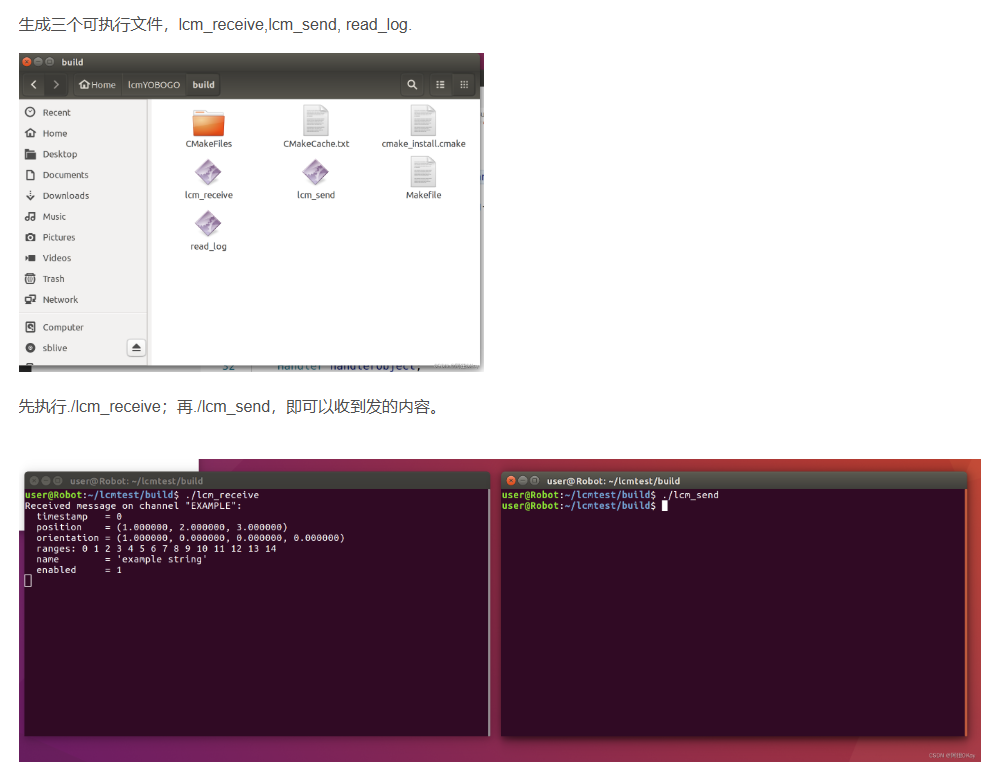 生成三个可执行文件，lcm_receive,lcm_send, read_log.
build
Home lcmYOBOGO build
Recent
Home
Desktop
Documents
Downloads
Music
Pictures
Videos
Trash
Network
Computer
sblive
CMakeFiles CMakeCache.txt cmake_install.cmake
lcm_receive lcm_send Makefile
read_log
32 Handler handlerObject;
先执行./lcm_receive；再./lcm_send，即可以收到发的内容。
user@Robot: ~/lcmtest/build
user@Robot:~/lcmtest/build$ ./lcm_receive
Received message on channel "EXAMPLE":
timestamp = 0
position = (1.000000, 2.000000, 3.000000)
orientation = (1.000000, 0.000000, 0.000000, 0.000000)
ranges: 0 1 2 3 4 5 6 7 8 9 10 11 12 13 14
name = 'example string'
enabled = 1
user@Robot: ~/lcmtest/build
user@Robot:~/lcmtest/build$ ./lcm_send
user@Robot:~/lcmtest/build$